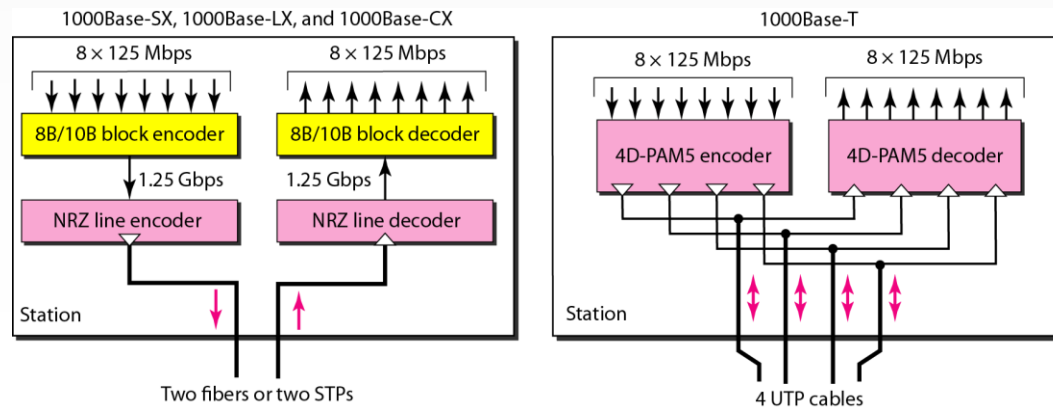 1000Base-SX, 1000Base-LX, and 1000Base-CX
8 × 125 Mbps
8 × 125 Mbps
8B/10B block encoder
8B/10B block decoder
1.25 Gbps
1.25 Gbps
NRZ line encoder
NRZ line decoder
Station
Two fibers or two STPs
1000Base-T
8 × 125 Mbps
8 × 125 Mbps
4D-PAM5 encoder
4D-PAM5 decoder
Station
4 UTP cables